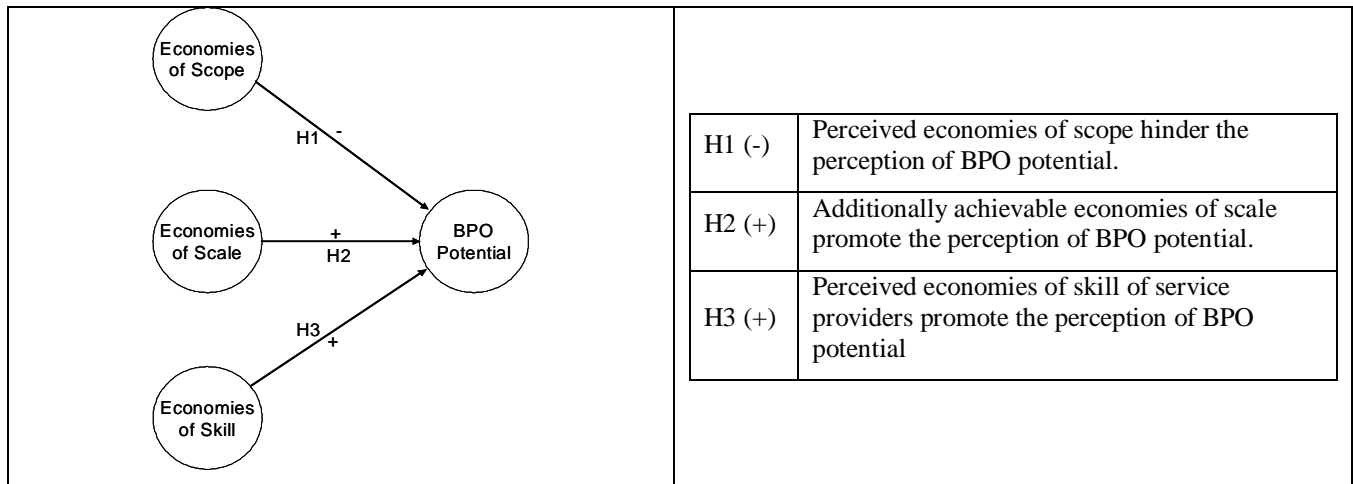 Economies
of Scope
H1
-
Economies
of Scale
+
H2
BPO
Potential
H3
+
Economies
of Skill
H1 (-)
Perceived economies of scope hinder the
perception of BPO potential.
H2 (+)
Additionally achievable economies of scale
promote the perception of BPO potential.
H3 (+)
Perceived economies of skill of service
providers promote the perception of BPO
potential